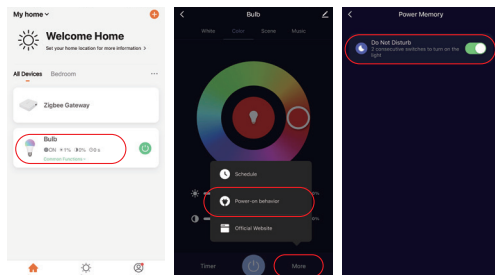 My home
Welcome Home
Set your home location for more information >
All Devices Bedroom
Zigbee Gateway
Bulb
Common Functions
Bulb
White Color Scene Music
Schedule
Power-on behavior
Official Website
Timer More
Power Memory
Do Not Disturb
2 consecutive switches to turn on the
light